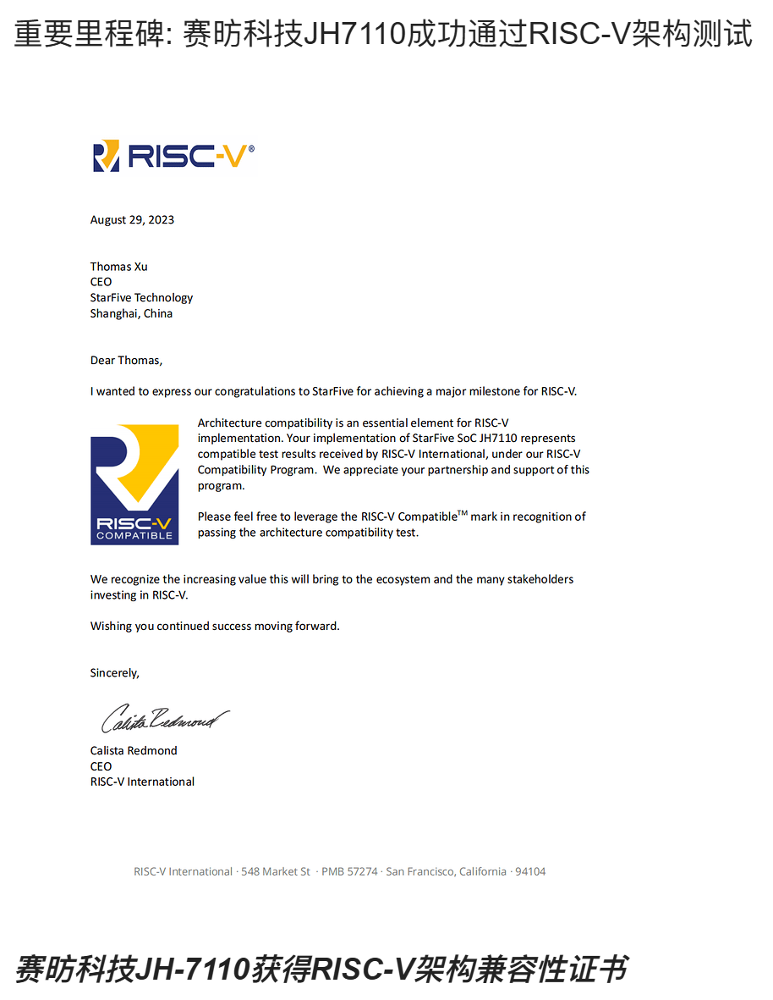 重要里程碑: 赛昉科技JH7110成功通过RISC-V架构测试
RISC-V®
August 29, 2023
Thomas Xu
CEO
StarFive Technology
Shanghai, China
Dear Thomas,
I wanted to express our congratulations to StarFive for achieving a major milestone for RISC-V.
Architecture compatibility is an essential element for RISC-V
implementation. Your implementation of StarFive SoC JH7110 represents
compatible test results received by RISC-V International, under our RISC-V
Compatibility Program.  We appreciate your partnership and support of this
program.
RISC-V
COMPATIBLE
Please feel free to leverage the RISC-V Compatible™ mark in recognition of
passing the architecture compatibility test.
We recognize the increasing value this will bring to the ecosystem and the many stakeholders
investing in RISC-V.
Wishing you continued success moving forward.
Sincerely,
Calista Redmond
Calista Redmond
CEO
RISC-V International
RISC-V International · 548 Market St · PMB 57274 · San Francisco, California · 94104
赛昉科技JH-7110获得RISC-V架构兼容性证书